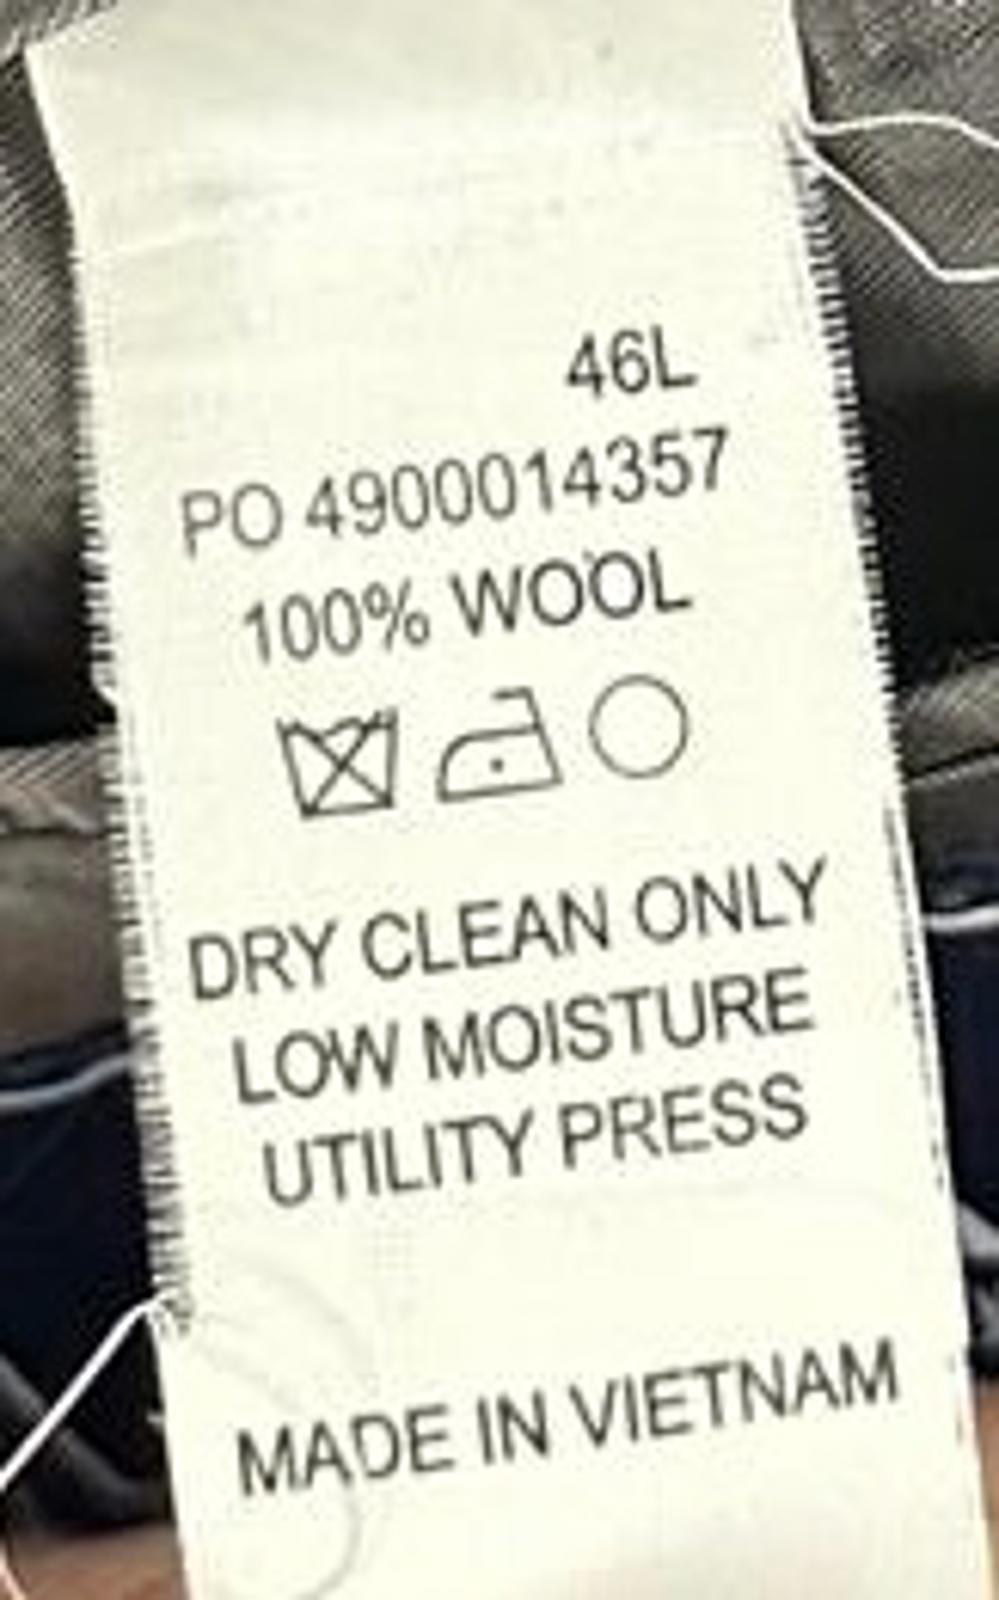 46L
PO 4900014357
100% WOOL
DRY CLEAN ONLY
LOW MOISTURE
UTILITY PRESS
MADE IN VIETNAM